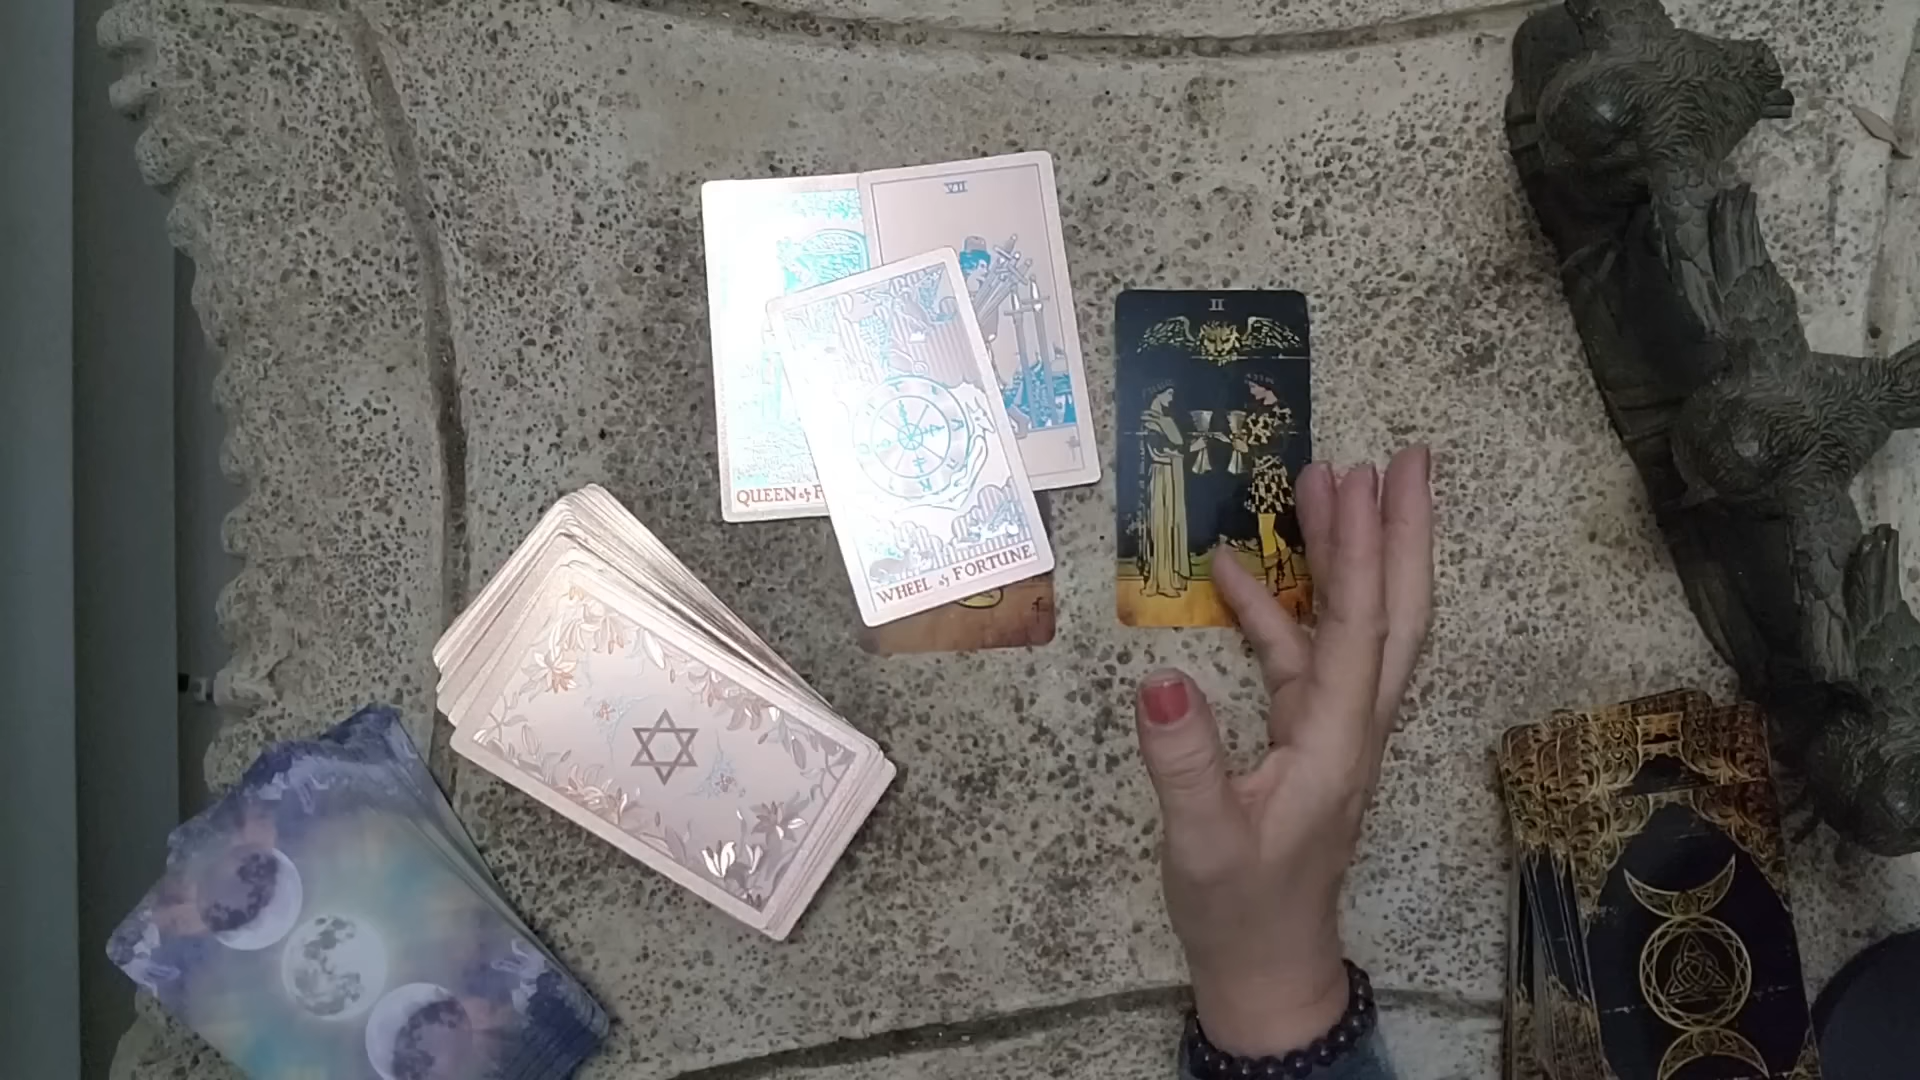 VII
II
QUEEN of P
WHEEL of FORTUNE.